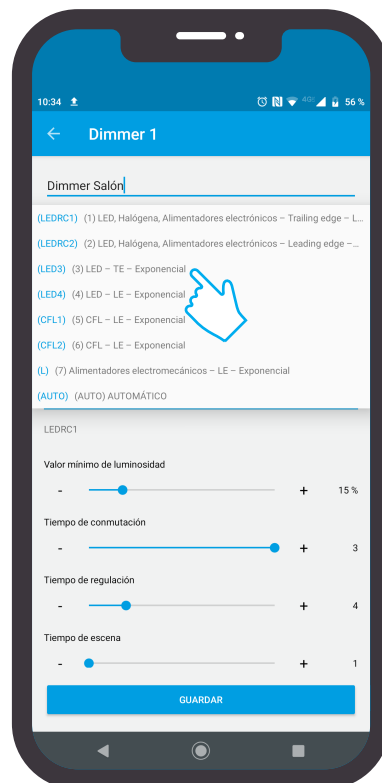 10:34 4G 56 %
Dimmer 1
Dimmer Salón
(LEDRC1) (1) LED, Halógena, Alimentadores electrónicos – Trailing edge – L...
(LEDRC2) (2) LED, Halógena, Alimentadores electrónicos – Leading edge –...
(LED3) (3) LED – TE – Exponencial
(LED4) (4) LED – LE – Exponencial
(CFL1) (5) CFL – LE – Exponencial
(CFL2) (6) CFL – LE – Exponencial
(L) (7) Alimentadores electromecánicos – LE – Exponencial
(AUTO) (AUTO) AUTOMÁTICO
LEDRC1
Valor mínimo de luminosidad
- + 15 %
Tiempo de conmutación
- + 3
Tiempo de regulación
- + 4
Tiempo de escena
- + 1
GUARDAR